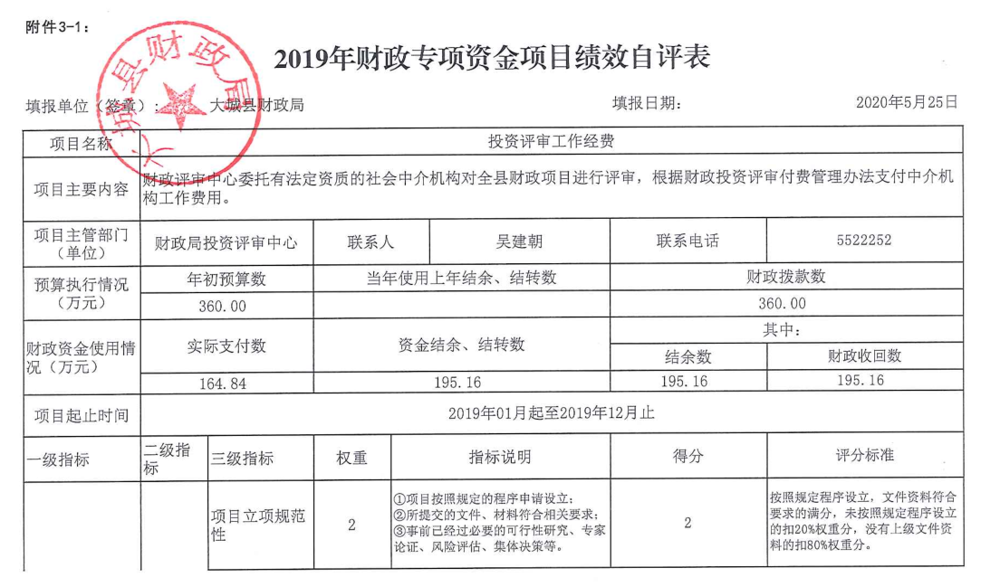 附件3-1:
2019年财政专项资金项目绩效自评表
填报单位(签章): 大城县财政局 填报日期: 2020年5月25日
大城县财政局
项目名称 投资评审工作经费
项目主要内容 财政评审中心委托有法定资质的社会中介机构对全县财政项目进行评审,根据财政投资评审付费管理办法支付中介机
构工作费用。
项目主管部门
(单位) 财政局投资评审中心 联系人 吴建朝 联系电话 5522252
预算执行情况
(万元) 年初预算数 当年使用上年结余、结转数 财政拨款数
360.00 360.00
财政资金使用情
况(万元) 实际支付数 资金结余、结转数 其中:
结余数 财政收回数
164.84 195.16 195.16 195.16
项目起止时间 2019年01月起至2019年12月止
一级指标 二级指
标 三级指标 权重 指标说明 得分 评分标准
项目立项规范
性
2
①项目按照规定的程序申请设立;
②所提交的文件、材料符合相关要求;
③事前已经过必要的可行性研究、专家
论证、风险评估、集体决策等。
2
按照规定程序设立,文件资料符合
要求的满分,未按照规定程序设立
的扣20%权重分,没有上级文件资
料的扣80%权重分。